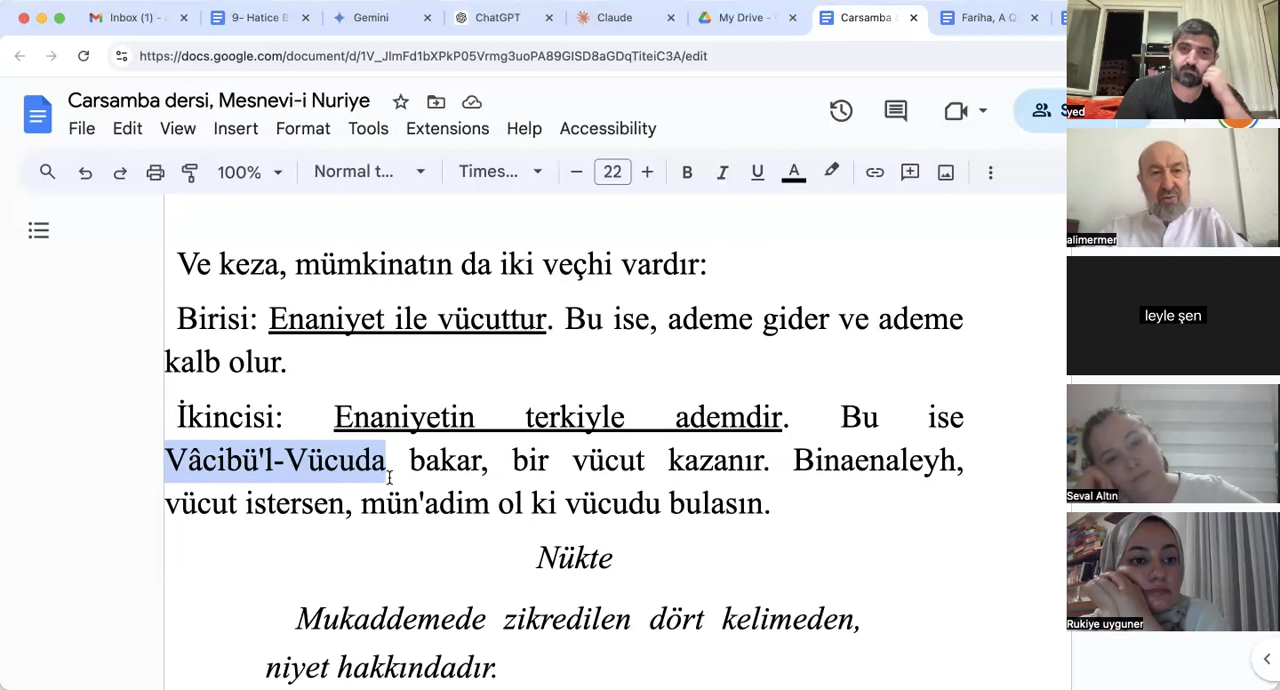 Inbox (1) -
9- Hatice B
Gemini
ChatGPT
Claude
My Drive -
Carsamba d
Fariha, A Q
https://docs.google.com/document/d/1V_JlmFd1bXPkP05Vrmg3uoPA89GlSD8aGDqTiteiC3A/edit
Carsamba dersi, Mesnevi-i Nuriye
File Edit View Insert Format Tools Extensions Help Accessibility
100% Normal t... Times... − 22 + B I U A
Ve keza, mümkinatın da iki veçhi vardır:
Birisi: Enaniyet ile vücuttur. Bu ise, ademe gider ve ademe
kalb olur.
İkincisi: Enaniyetin terkiyle ademdir. Bu ise
Vâcibü'l-Vücuda bakar, bir vücut kazanır. Binaenaleyh,
vücut istersen, mün'adim ol ki vücudu bulasın.
Nükte
Mukaddemede zikredilen dört kelimeden,
niyet hakkındadır.
yed
alimermer
leyle şen
Seval Altın
Rukiye uyguner